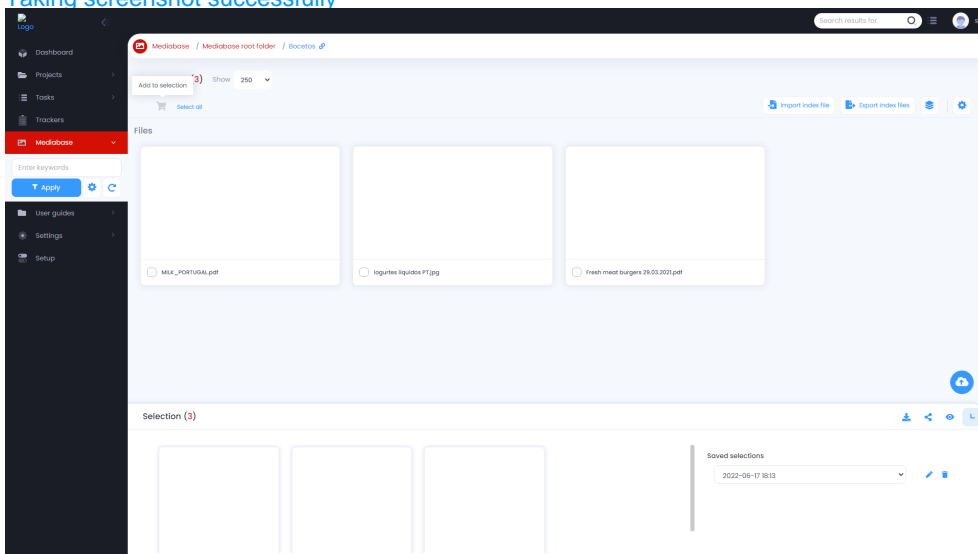 Taking screenshot successfully
Logo
Search results for
Dashboard
Mediabase / Mediabase root folder / Bocetos
Projects
(3) Show 250
Add to selection
Tasks
Select all
Import index file
Export index files
Trackers
Files
Mediabase
Enter keywords
Apply
User guides
Settings
Setup
MILK_PORTUGAL.pdf
Iogurtes líquidos PT.jpg
Fresh meat burgers 29.03.2021.pdf
Selection (3)
Saved selections
2022-06-17 18:13